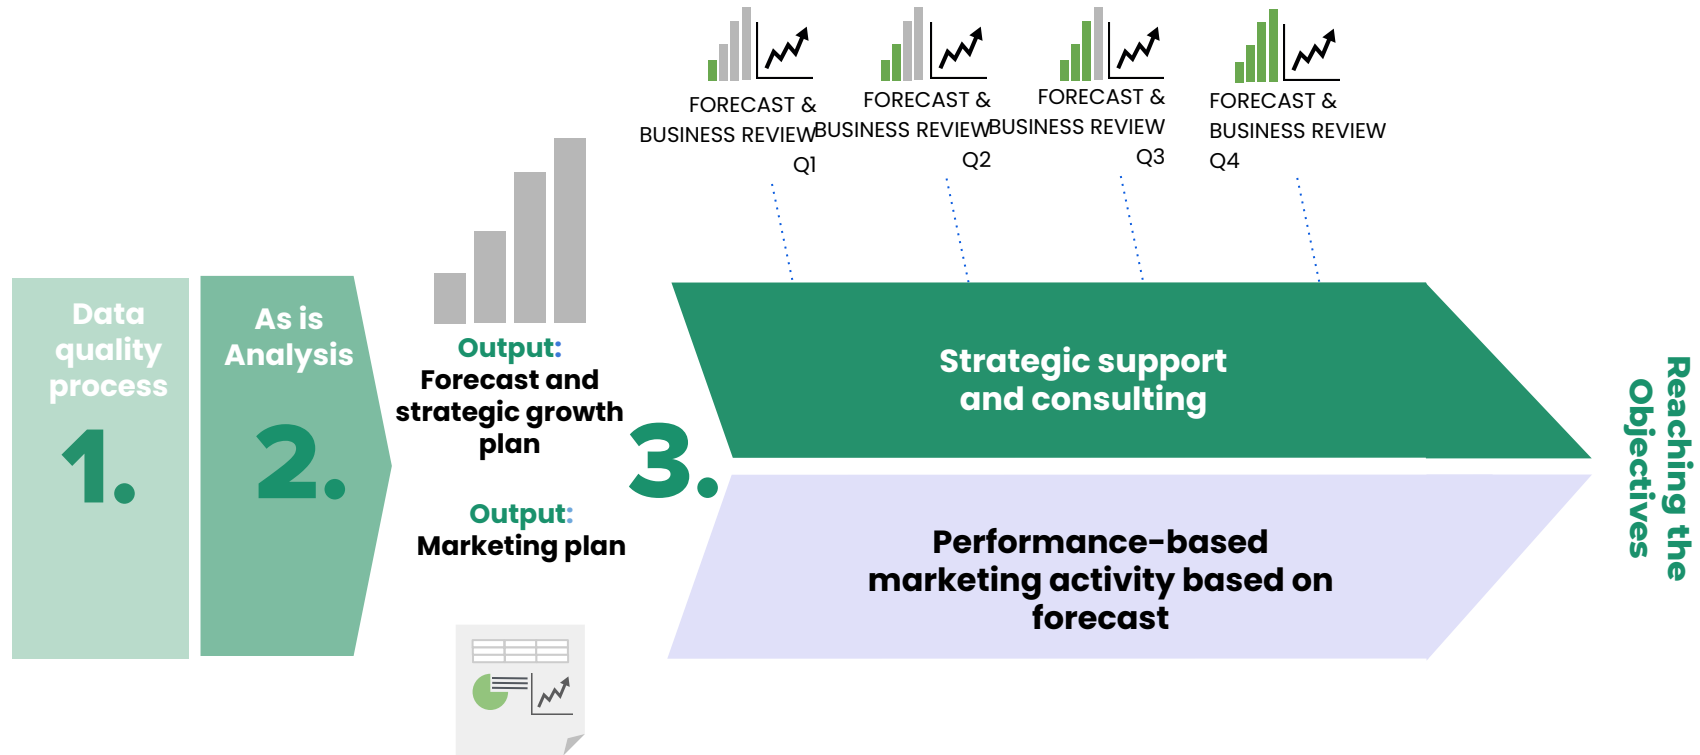 FORECAST &
BUSINESS REVIEW
Q1
FORECAST &
BUSINESS REVIEW
Q2
FORECAST &
BUSINESS REVIEW
Q3
FORECAST &
BUSINESS REVIEW
Q4
Data
quality
process
1.
As is
Analysis
2.
Output:
Forecast and
strategic growth
plan
Output:
Marketing plan
3.
Strategic support
and consulting
Performance-based
marketing activity based on
forecast
Reaching the
Objectives